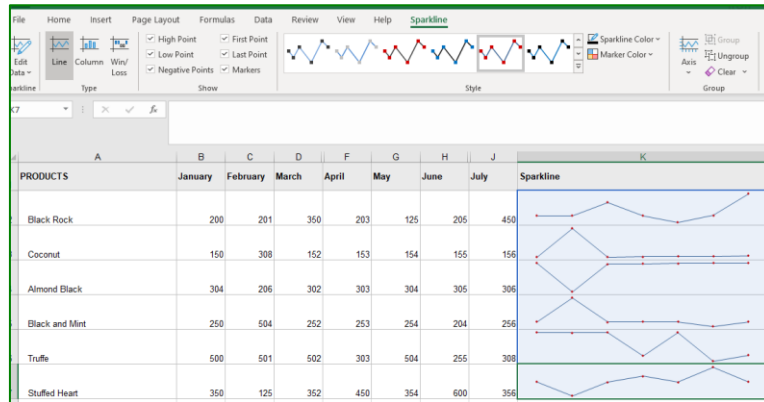 File Home Insert Page Layout Formulas Data Review View Help Sparkline
Edit Data Line Column Win/Loss
High Point First Point
Low Point Last Point
Negative Points Markers
Sparkline Color
Marker Color
Axis
Group
Ungroup
Clear
Type Show Style Group
fx
A B C D F G H J K
PRODUCTS January February March April May June July Sparkline
Black Rock 200 201 350 203 125 205 450
Coconut 150 308 152 153 154 155 156
Almond Black 304 206 302 303 304 305 306
Black and Mint 250 504 252 253 254 204 256
Truffe 500 501 502 303 504 255 308
Stuffed Heart 350 125 352 450 354 600 356